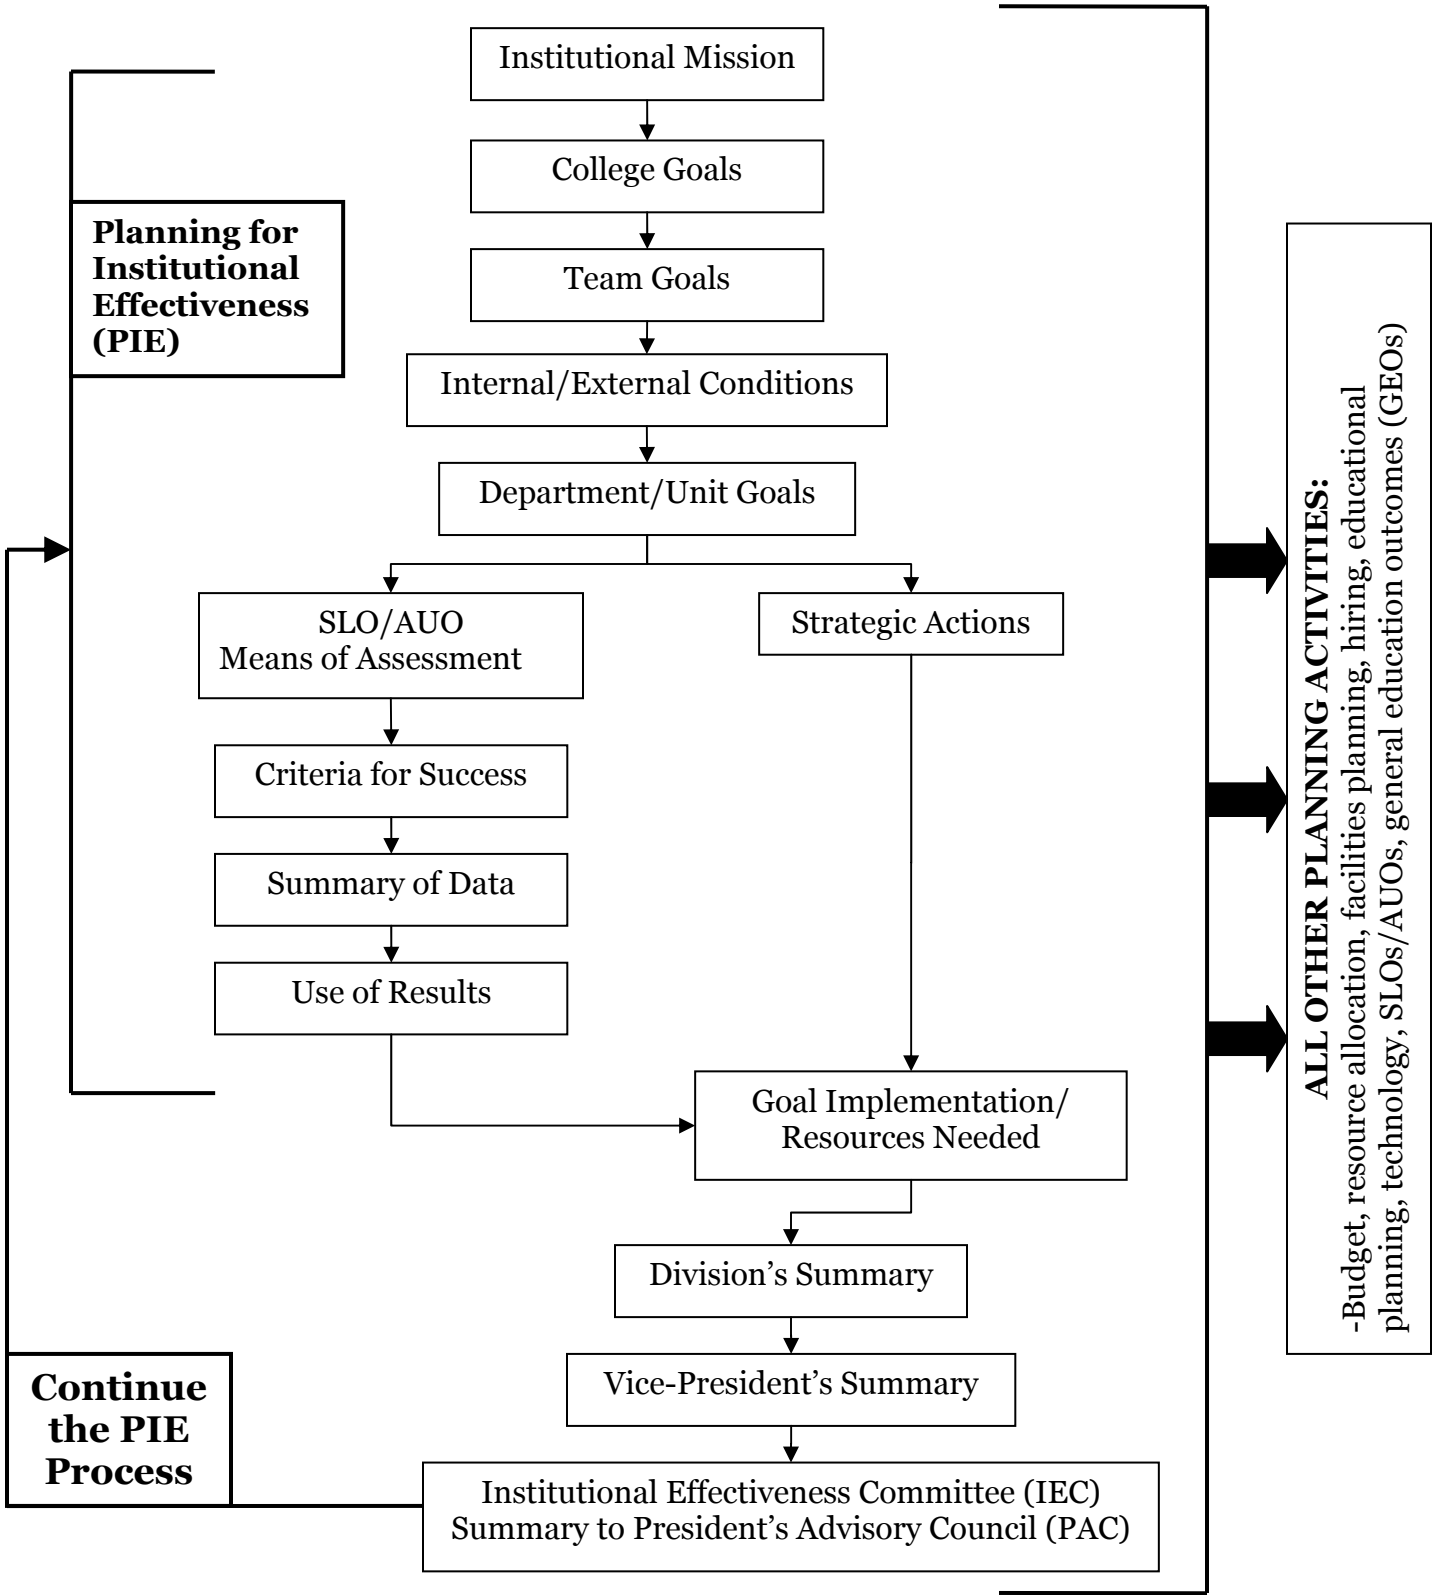 Institutional Mission
College Goals
Planning for
Institutional
Effectiveness
(PIE)
Team Goals
Internal/External Conditions
Department/Unit Goals
SLO/AUO
Means of Assessment
Strategic Actions
Criteria for Success
Summary of Data
Use of Results
Goal Implementation/
Resources Needed
Division’s Summary
Vice-President’s Summary
Continue
the PIE
Process
Institutional Effectiveness Committee (IEC)
Summary to President’s Advisory Council (PAC)
ALL OTHER PLANNING ACTIVITIES:
-Budget, resource allocation, facilities planning, hiring, educational
planning, technology, SLOs/AUOs, general education outcomes (GEOs)